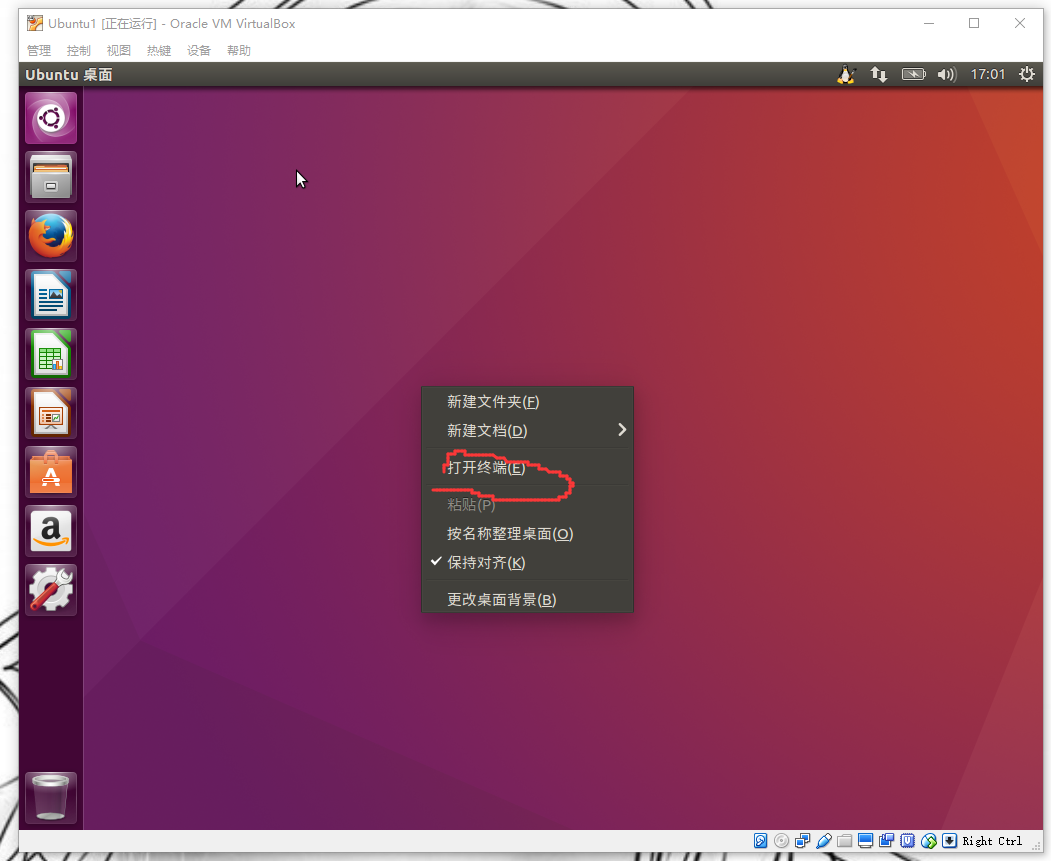 Ubuntu1 [正在运行] - Oracle VM VirtualBox
管理 控制 视图 热键 设备 帮助
Ubuntu 桌面 17:01
新建文件夹(F)
新建文档(D)
打开终端(E)
粘贴(P)
按名称整理桌面(O)
保持对齐(K)
更改桌面背景(B)
Right Ctrl